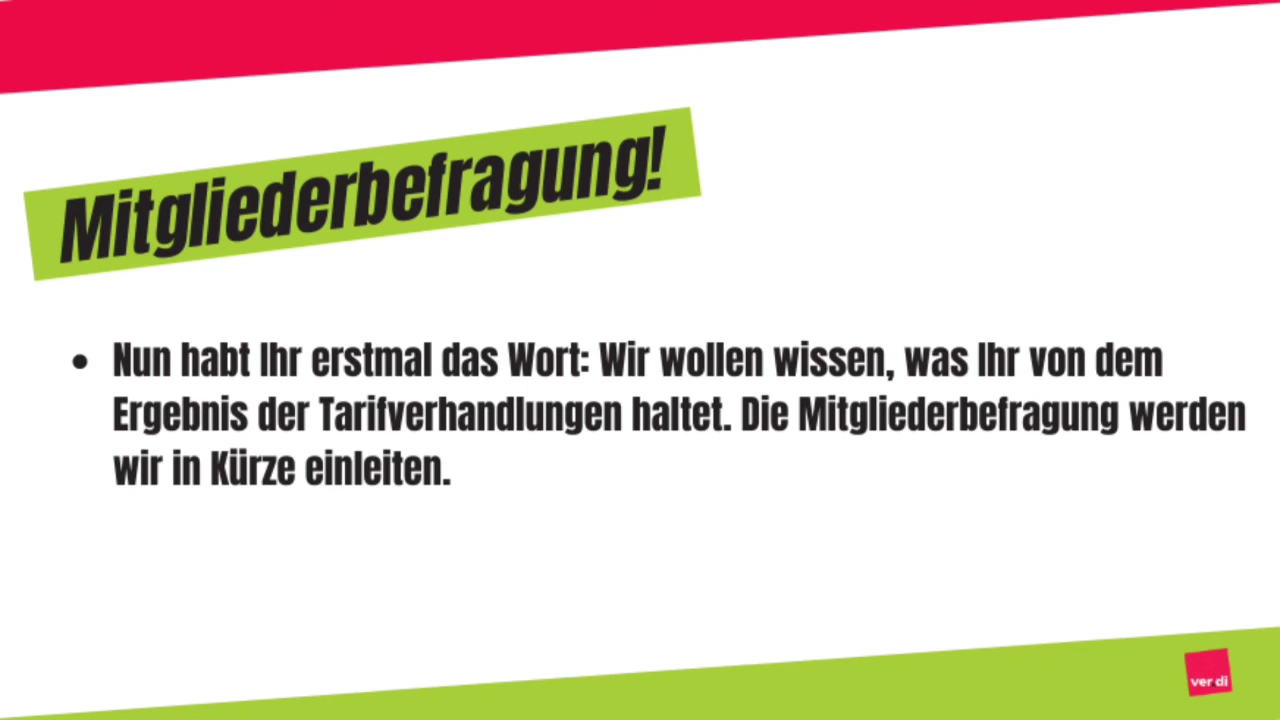 Mitgliederbefragung!
• Nun habt Ihr erstmal das Wort: Wir wollen wissen, was Ihr von dem
Ergebnis der Tarifverhandlungen haltet. Die Mitgliederbefragung werden
wir in Kürze einleiten.
ver.di